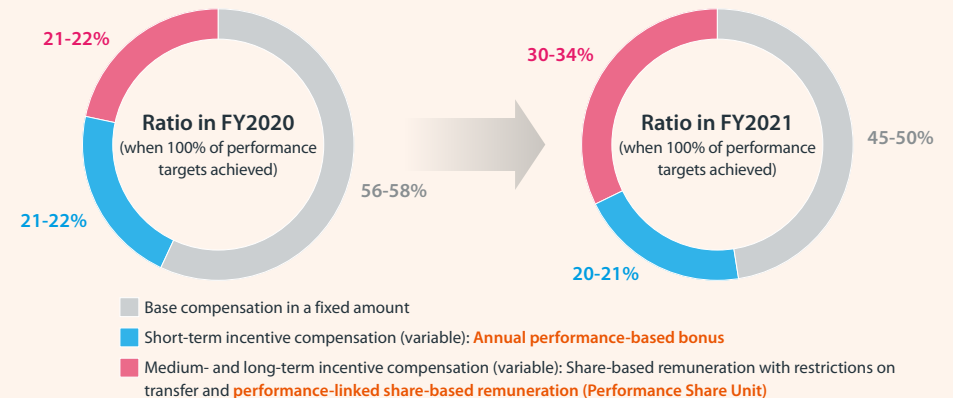 21-22%
Ratio in FY2020
(when 100% of performance
targets achieved)
56-58%
21-22%
30-34%
Ratio in FY2021
(when 100% of performance
targets achieved)
45-50%
20-21%
Base compensation in a fixed amount
Short-term incentive compensation (variable): Annual performance-based bonus
Medium- and long-term incentive compensation (variable): Share-based remuneration with restrictions on
transfer and performance-linked share-based remuneration (Performance Share Unit)